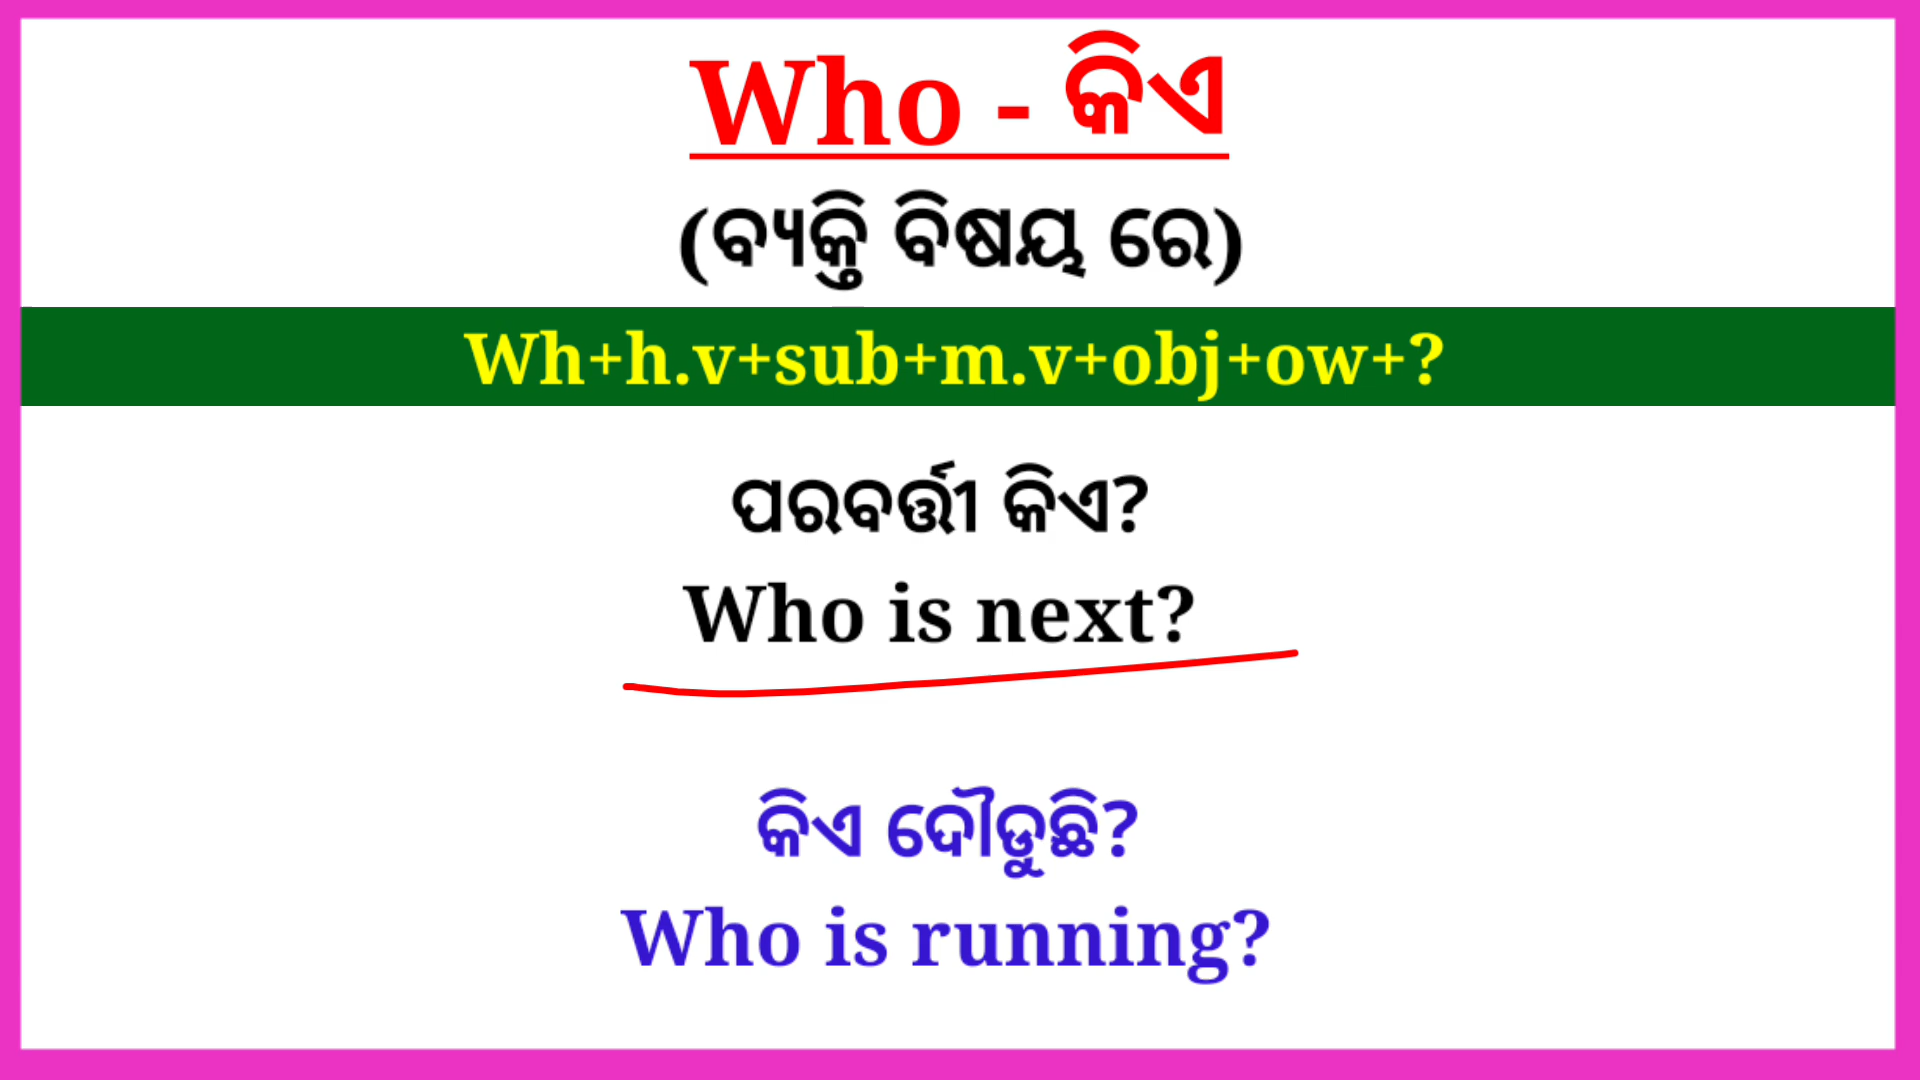 Who - କିଏ
(ବ୍ୟକ୍ତି ବିଷୟ ରେ)
Wh+h.v+sub+m.v+obj+ow+?
ପରବର୍ତ୍ତୀ କିଏ?
Who is next?
କିଏ ଦୌଡୁଛି?
Who is running?